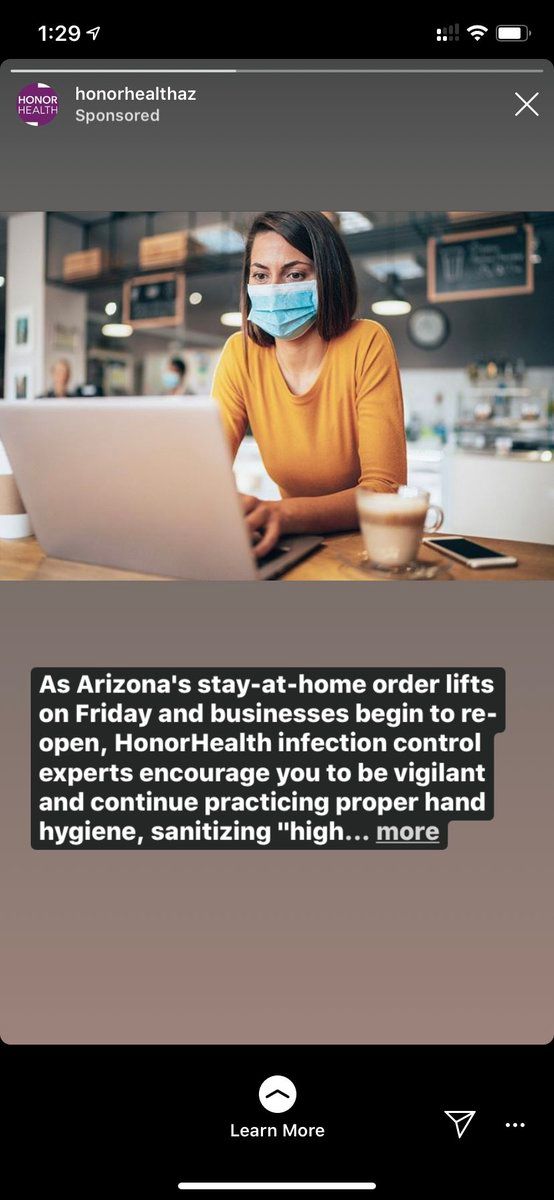 1:29
HONOR
HEALTH
honorhealthaz
Sponsored
As Arizona's stay-at-home order lifts
on Friday and businesses begin to re-
open, HonorHealth infection control
experts encourage you to be vigilant
and continue practicing proper hand
hygiene, sanitizing "high... more
Learn More